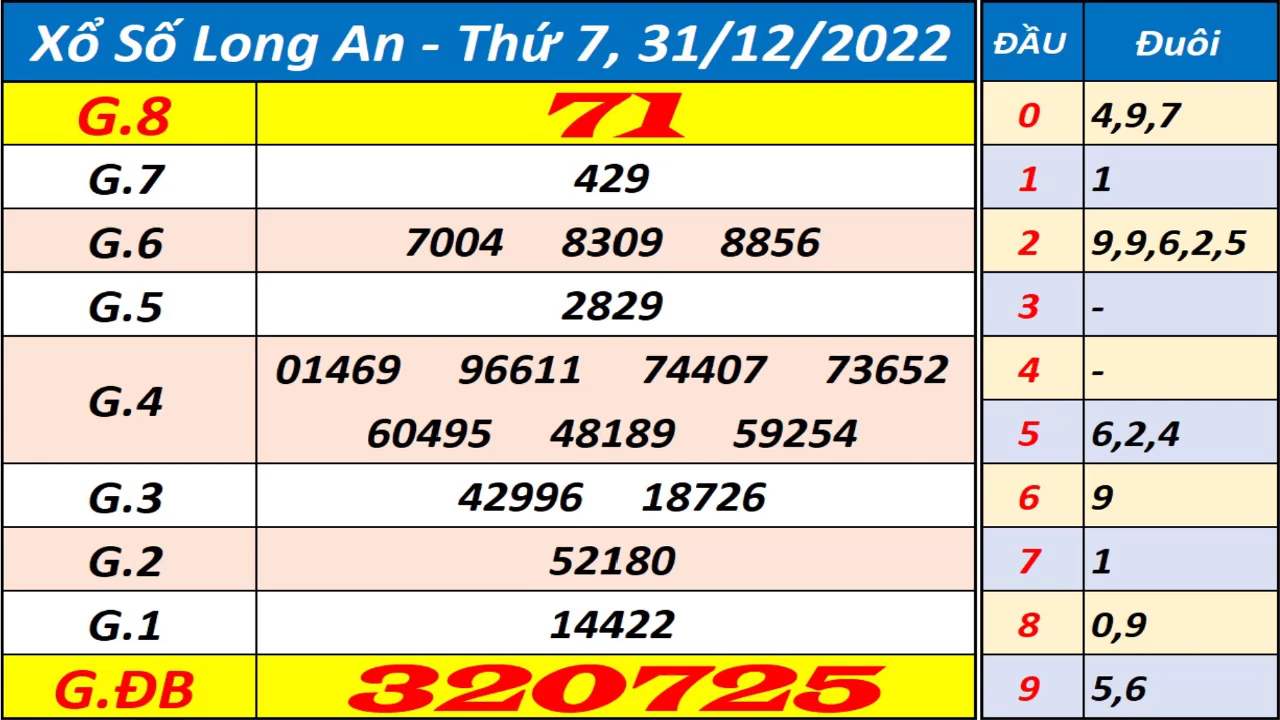 Xổ Số Long An - Thứ 7, 31/12/2022
G.8 71
G.7 429
G.6 7004 8309 8856
G.5 2829
G.4 01469 96611 74407 73652
60495 48189 59254
G.3 42996 18726
G.2 52180
G.1 14422
G.ĐB 320725
ĐẦU Đuôi
0 4,9,7
1 1
2 9,9,6,2,5
3 -
4 -
5 6,2,4
6 9
7 1
8 0,9
9 5,6